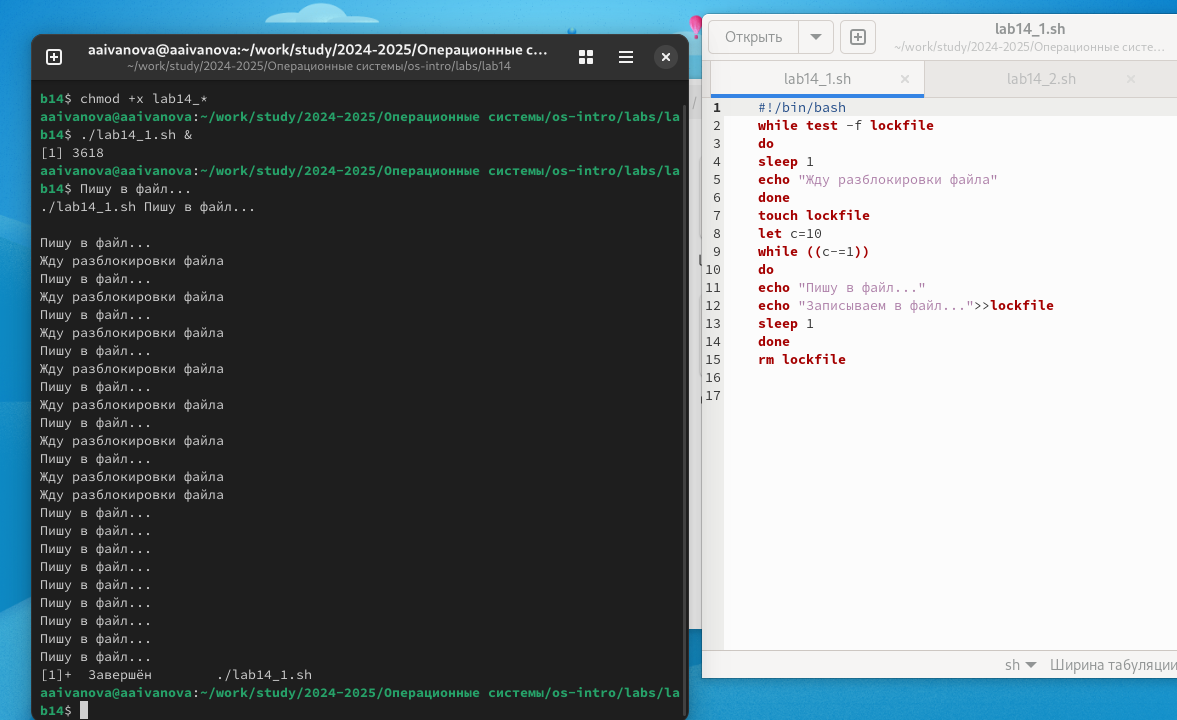 aaivanova@aaivanova:~/work/study/2024-2025/Операционные с...
~/work/study/2024-2025/Операционные системы/os-intro/labs/lab14
b14$ chmod +x lab14_*
aaivanova@aaivanova:~/work/study/2024-2025/Операционные системы/os-intro/labs/la
b14$ ./lab14_1.sh &
[1] 3618
aaivanova@aaivanova:~/work/study/2024-2025/Операционные системы/os-intro/labs/la
b14$ Пишу в файл...
./lab14_1.sh Пишу в файл...
Пишу в файл...
Жду разблокировки файла
Пишу в файл...
Жду разблокировки файла
Пишу в файл...
Жду разблокировки файла
Пишу в файл...
Жду разблокировки файла
Пишу в файл...
Жду разблокировки файла
Пишу в файл...
Жду разблокировки файла
Пишу в файл...
Жду разблокировки файла
Жду разблокировки файла
Пишу в файл...
Пишу в файл...
Пишу в файл...
Пишу в файл...
Пишу в файл...
Пишу в файл...
Пишу в файл...
Пишу в файл...
Пишу в файл...
[1]+  Завершён        ./lab14_1.sh
aaivanova@aaivanova:~/work/study/2024-2025/Операционные системы/os-intro/labs/la
b14$
Открыть
lab14_1.sh
~/work/study/2024-2025/Операционные систе...
lab14_1.sh
lab14_2.sh
1 #!/bin/bash
2 while test -f lockfile
3 do
4 sleep 1
5 echo "Жду разблокировки файла"
6 done
7 touch lockfile
8 let c=10
9 while ((c-=1))
10 do
11 echo "Пишу в файл..."
12 echo "Записываем в файл...">>lockfile
13 sleep 1
14 done
15 rm lockfile
16
17
sh
Ширина табуляции